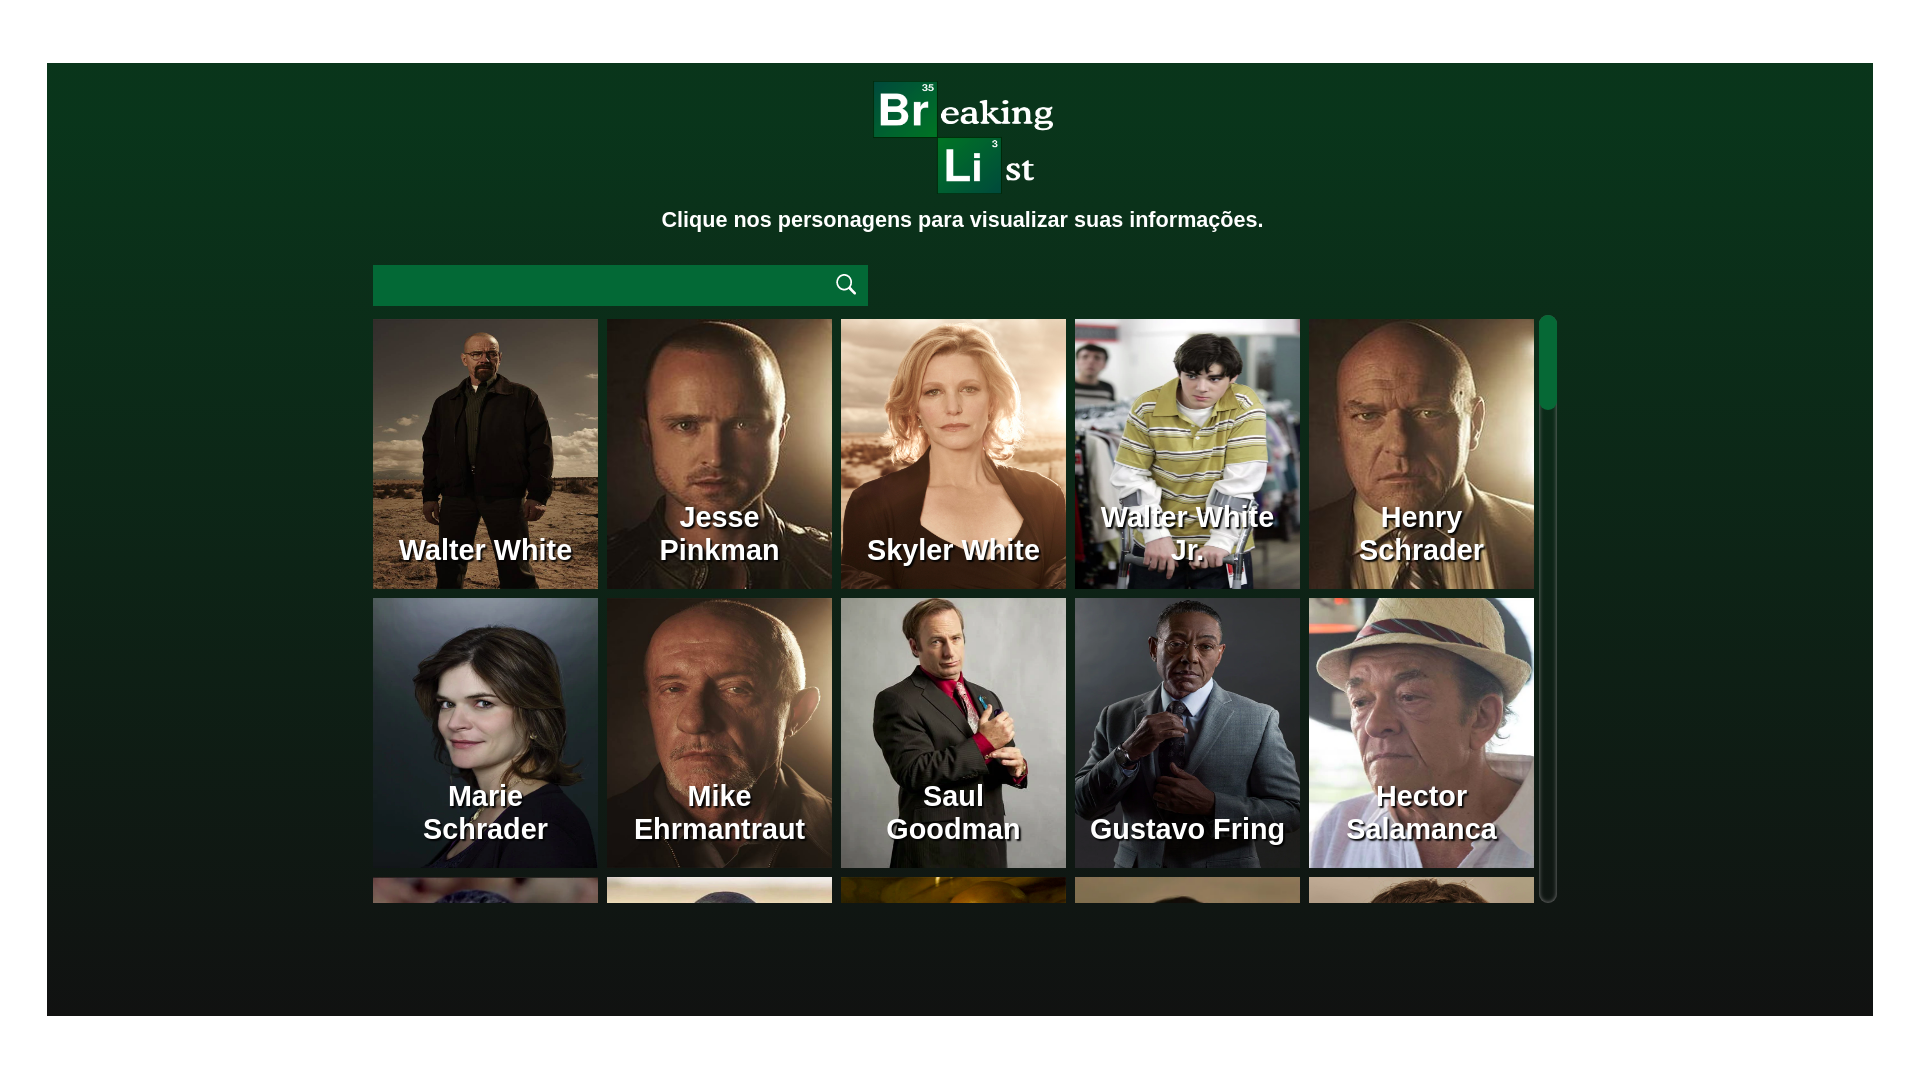 35
Breaking
3
List
Clique nos personagens para visualizar suas informações.
Walter White
Jesse
Pinkman
Skyler White
Walter White
Jr.
Henry
Schrader
Marie
Schrader
Mike
Ehrmantraut
Saul
Goodman
Gustavo Fring
Hector
Salamanca